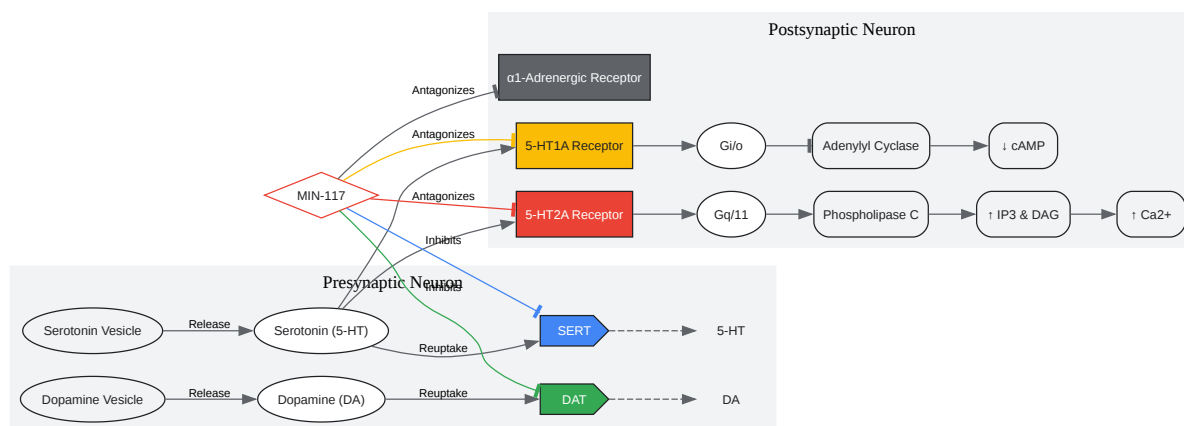 Postsynaptic Neuron
α1-Adrenergic Receptor
Antagonizes
Antagonizes
5-HT1A Receptor
Gi/o
Adenylyl Cyclase
↓ cAMP
MIN-117
Antagonizes
5-HT2A Receptor
Gq/11
Phospholipase C
↑ IP3 & DAG
↑ Ca2+
Inhibits
Presynaptic Neuron
Inhibits
Serotonin Vesicle
Release
Serotonin (5-HT)
Reuptake
SERT
5-HT
Dopamine Vesicle
Release
Dopamine (DA)
Reuptake
DAT
DA